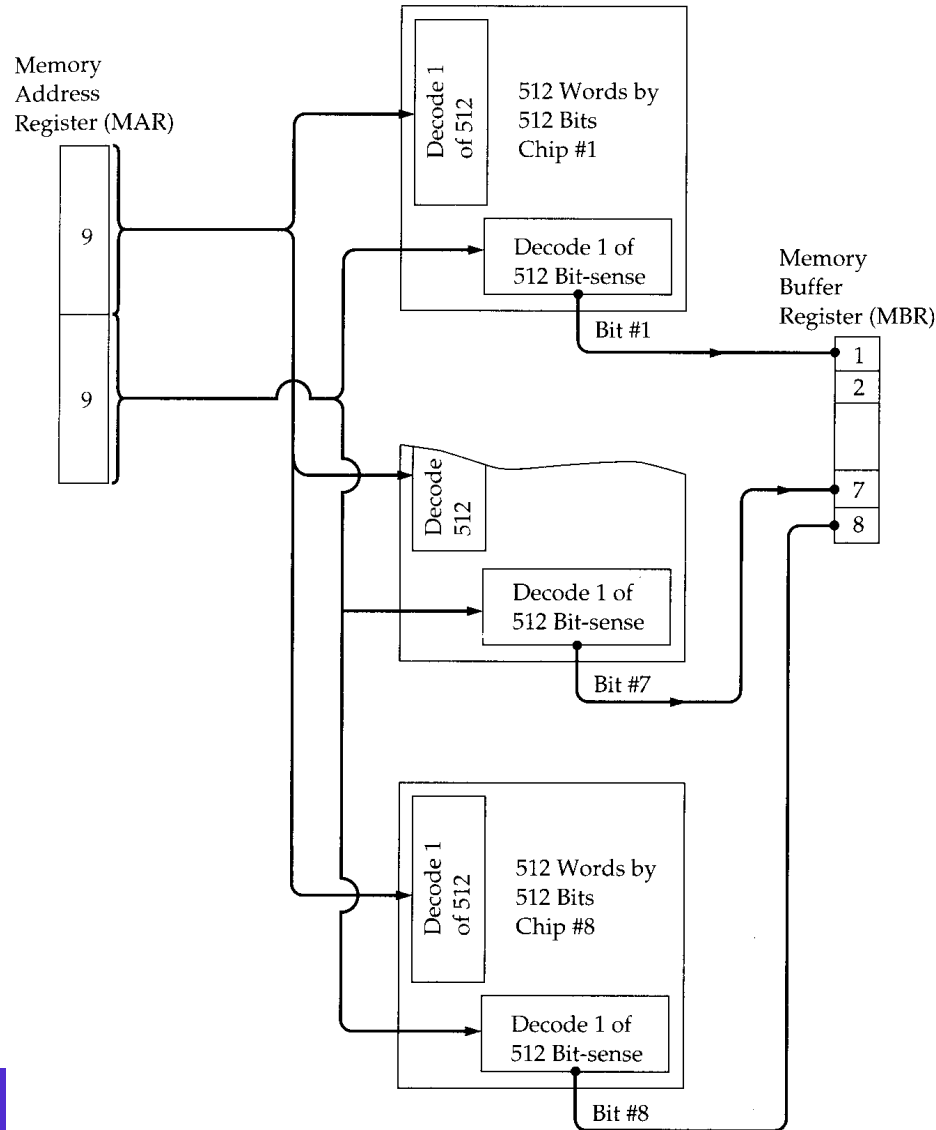 Memory
Address
Register (MAR)
9
9
Decode 1
of 512
512 Words by
512 Bits
Chip #1
Decode 1 of
512 Bit-sense
Bit #1
Memory
Buffer
Register (MBR)
1
2
7
8
Decode
512
Decode 1 of
512 Bit-sense
Bit #7
Decode 1
of 512
512 Words by
512 Bits
Chip #8
Decode 1 of
512 Bit-sense
Bit #8